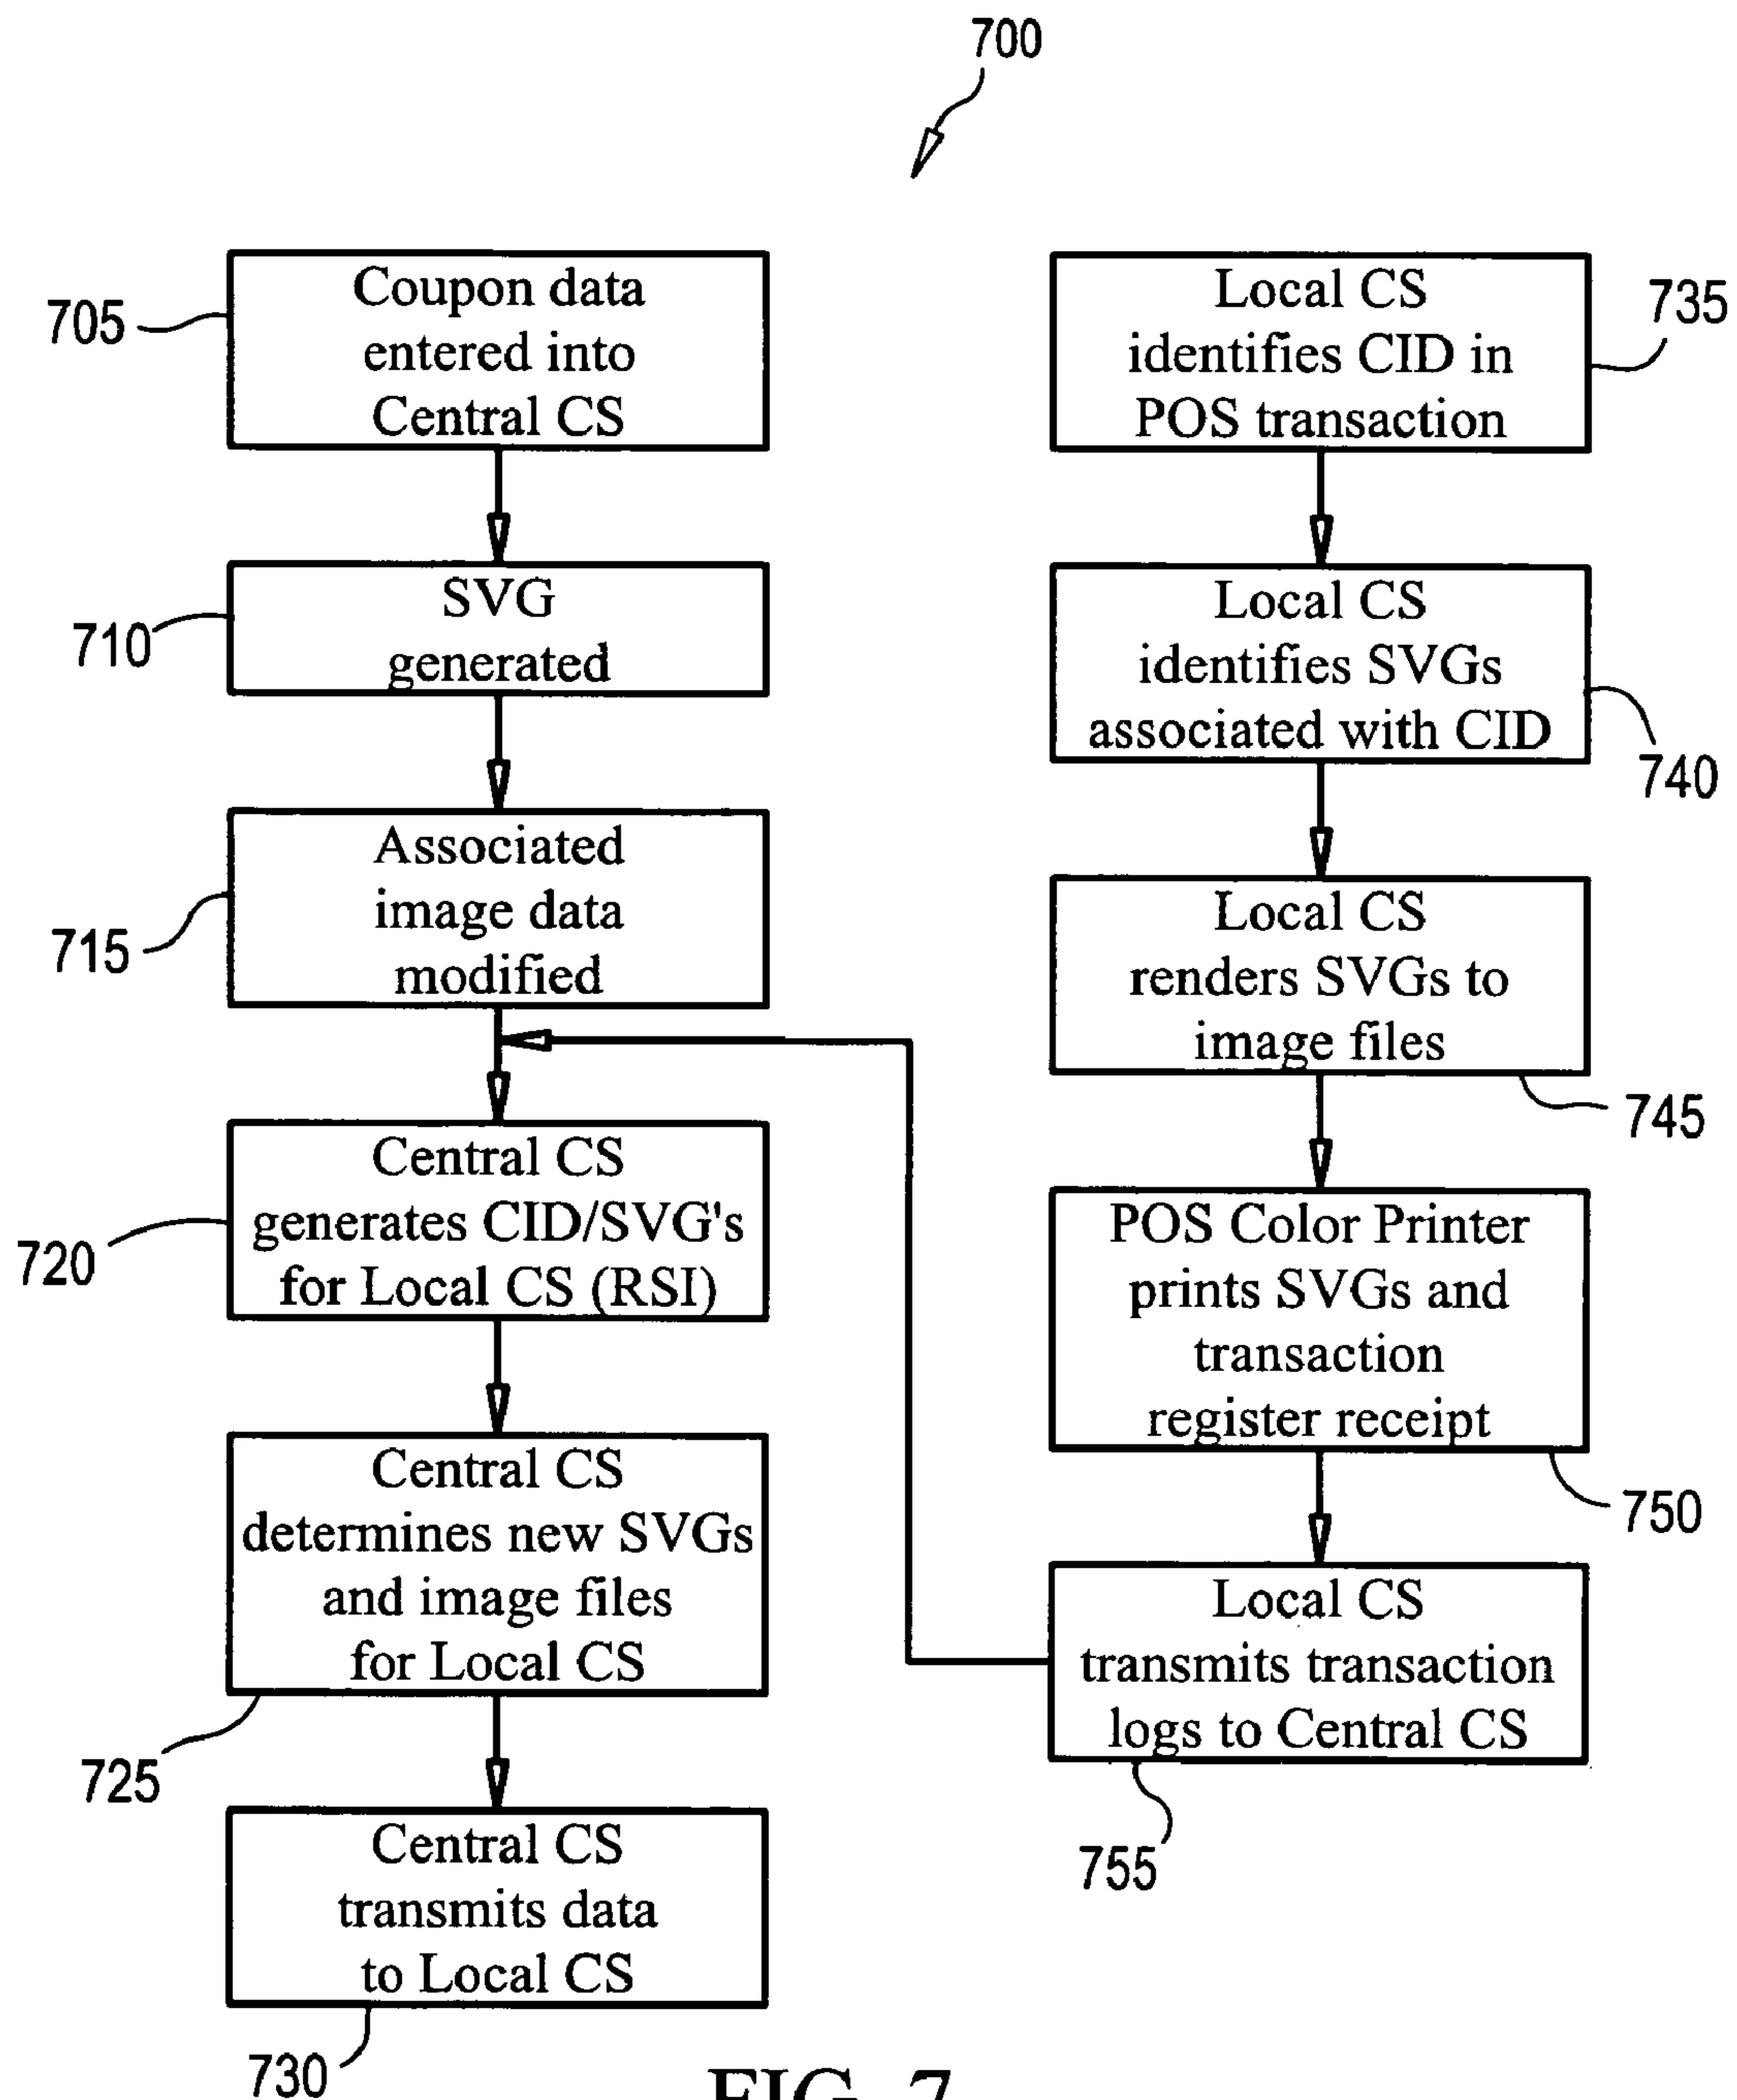 700
705
Coupon data
entered into
Central CS
710
SVG
generated
715
Associated
image data
modified
720
Central CS
generates CID/SVG's
for Local CS (RSI)
Central CS
determines new SVGs
and image files
for Local CS
725
Central CS
transmits data
to Local CS
730
Local CS
identifies CID in
POS transaction
735
Local CS
identifies SVGs
associated with CID
740
Local CS
renders SVGs to
image files
745
POS Color Printer
prints SVGs and
transaction
register receipt
750
Local CS
transmits transaction
logs to Central CS
755
FIG. 7